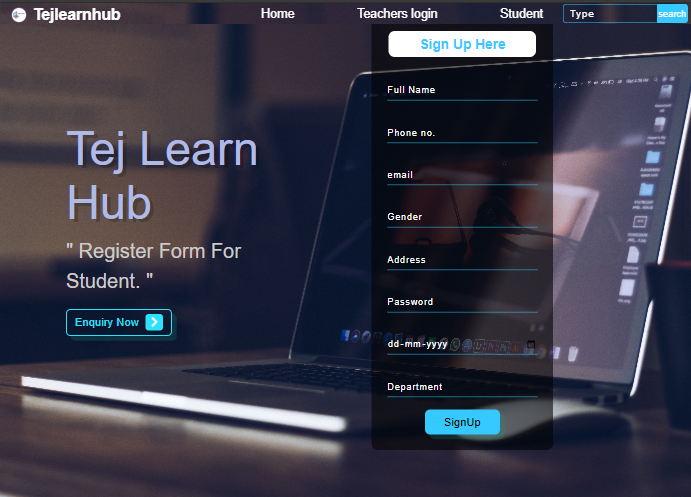 Tejlearnhub
Home
Teachers login
Student
Type
search
Sign Up Here
Full Name
Phone no.
email
Gender
Address
Password
dd-mm-yyyy
Department
SignUp
Tej Learn
Hub
" Register Form For
Student. "
Enquiry Now